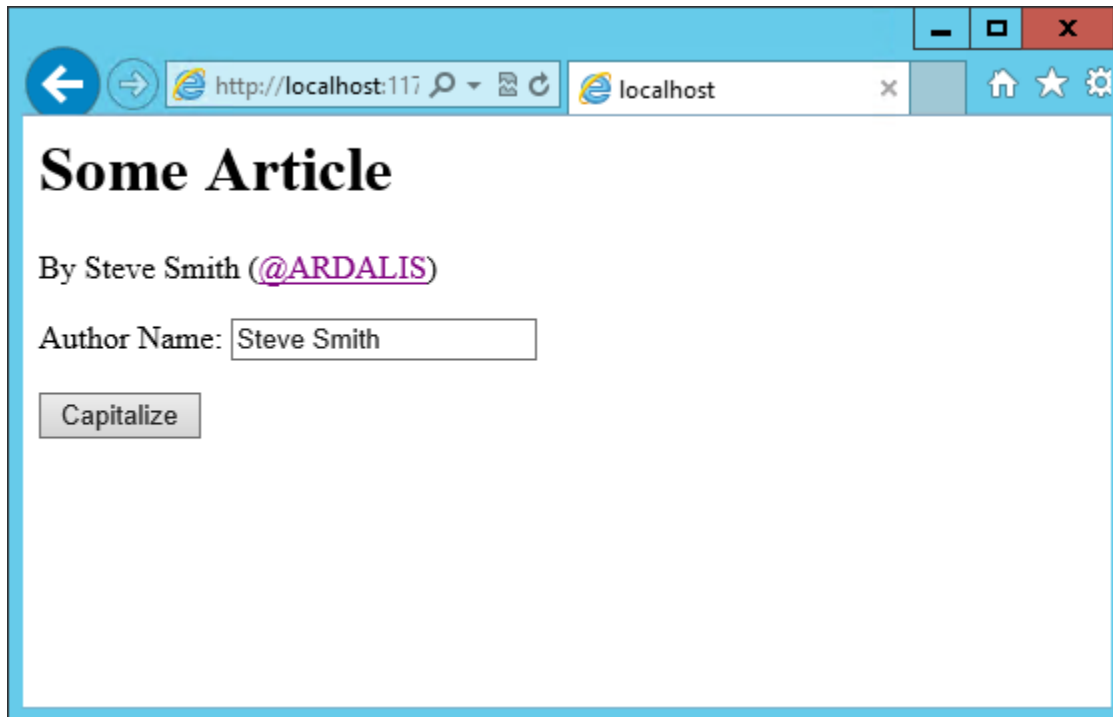 http://localhost:117
localhost
Some Article
By Steve Smith (@ARDALIS)
Author Name: Steve Smith
Capitalize